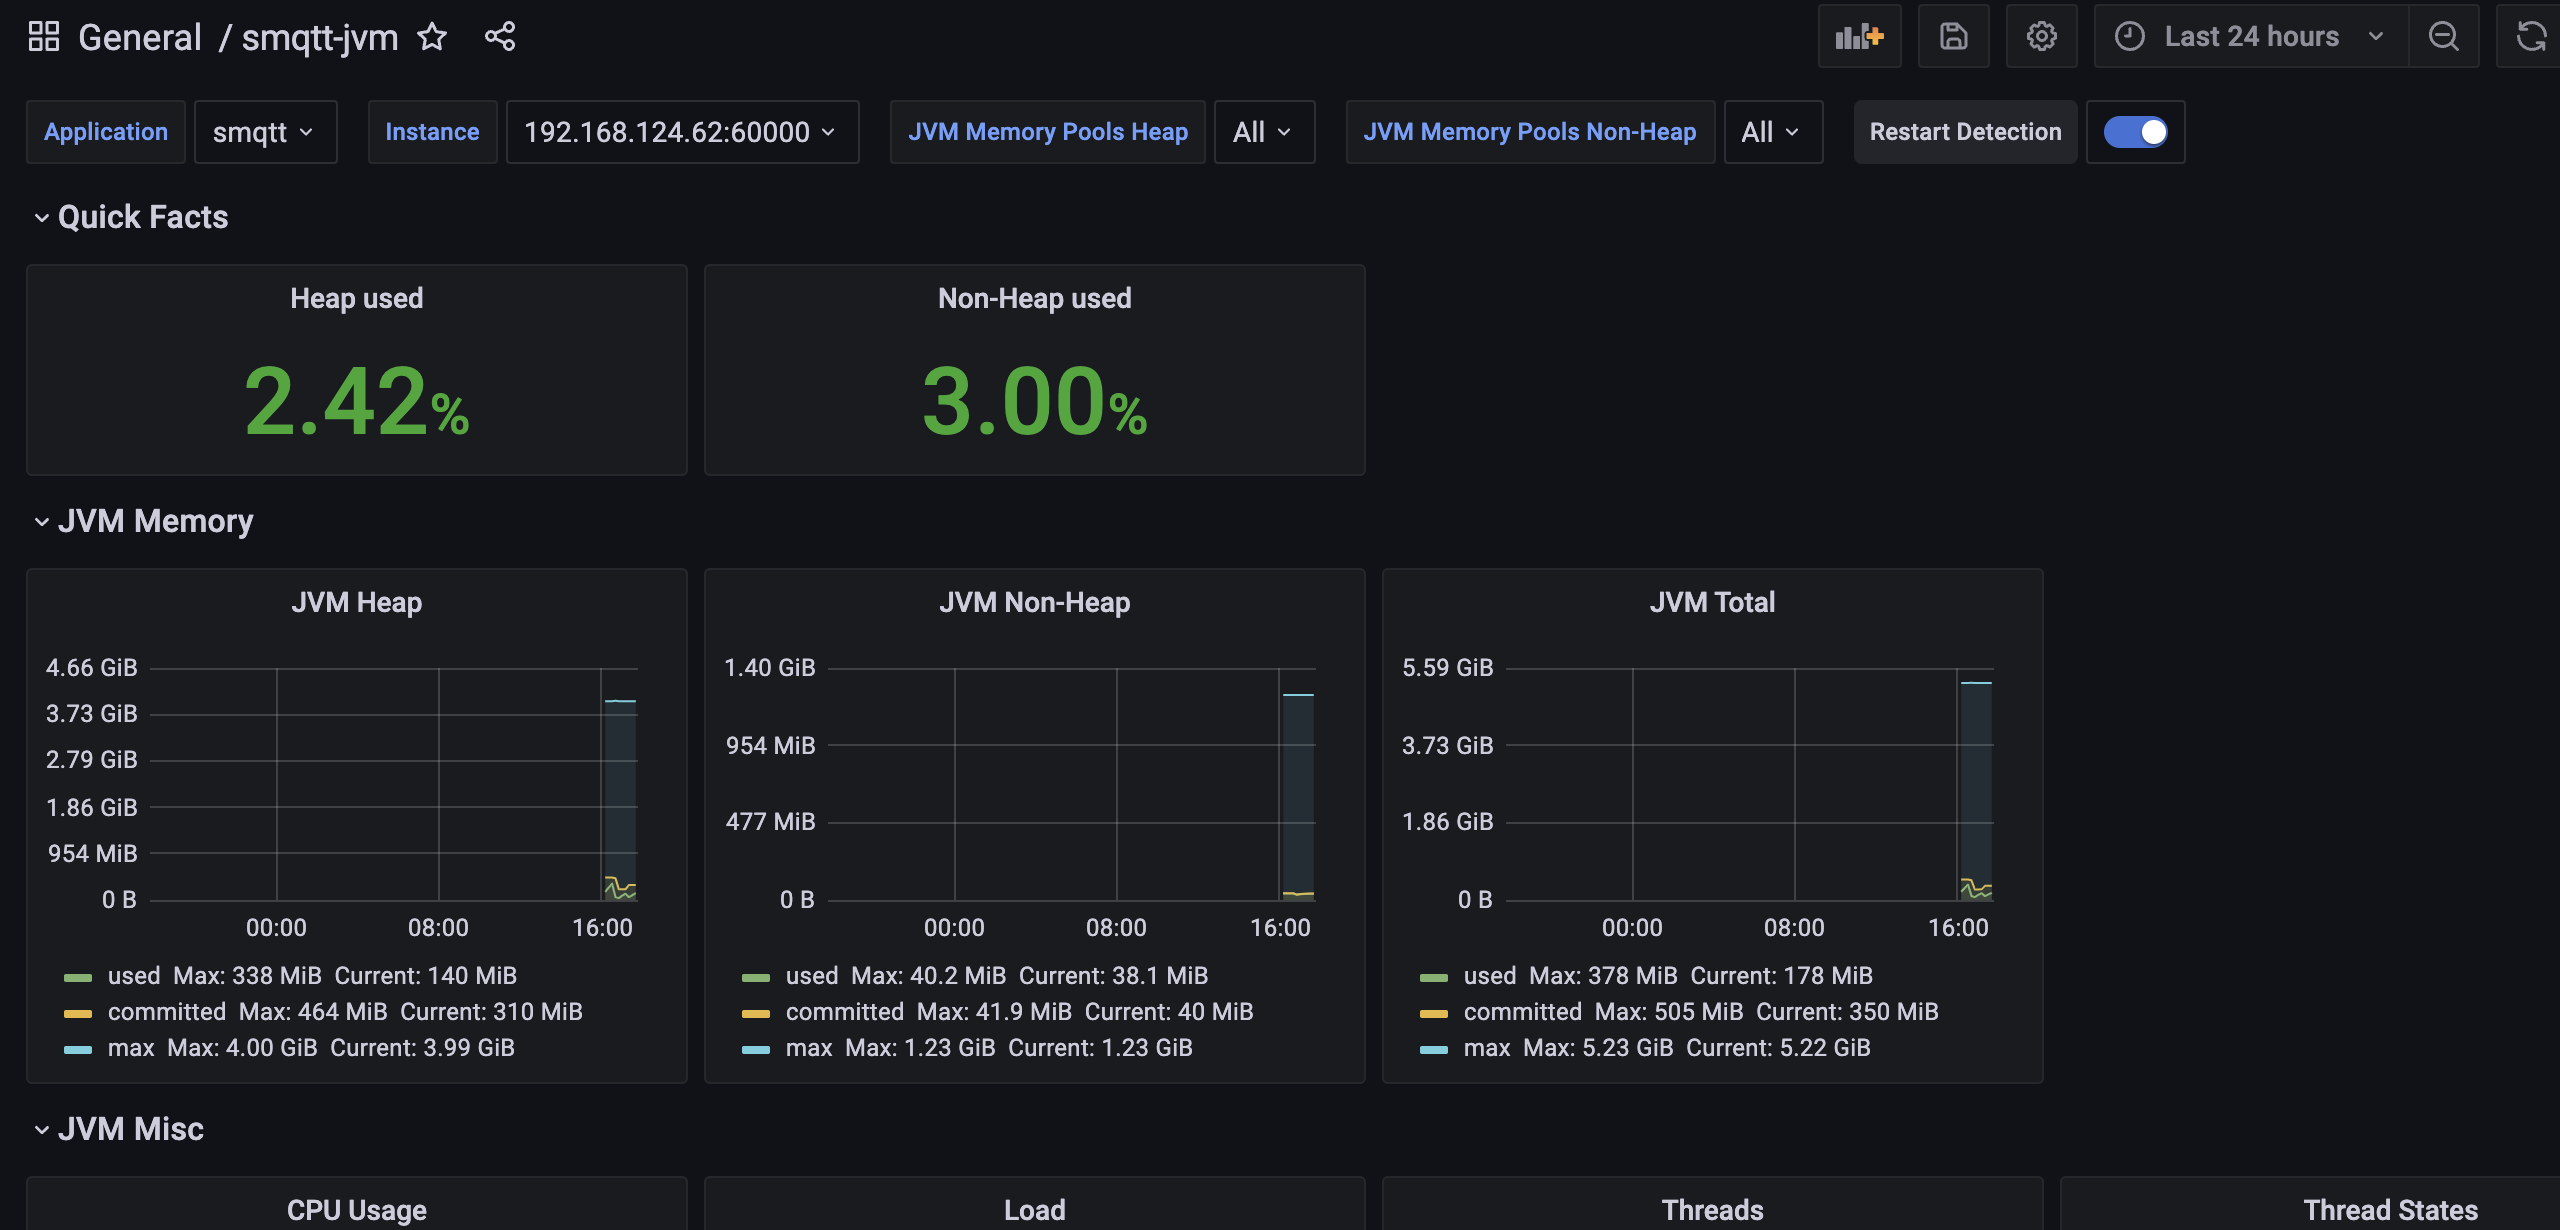 General / smqtt-jvm
Last 24 hours
Application smqtt Instance 192.168.124.62:60000 JVM Memory Pools Heap All JVM Memory Pools Non-Heap All Restart Detection
Quick Facts
Heap used
2.42%
Non-Heap used
3.00%
JVM Memory
JVM Heap
4.66 GiB
3.73 GiB
2.79 GiB
1.86 GiB
954 MiB
0 B
00:00 08:00 16:00
used Max: 338 MiB Current: 140 MiB
committed Max: 464 MiB Current: 310 MiB
max Max: 4.00 GiB Current: 3.99 GiB
JVM Non-Heap
1.40 GiB
954 MiB
477 MiB
0 B
00:00 08:00 16:00
used Max: 40.2 MiB Current: 38.1 MiB
committed Max: 41.9 MiB Current: 40 MiB
max Max: 1.23 GiB Current: 1.23 GiB
JVM Total
5.59 GiB
3.73 GiB
1.86 GiB
0 B
00:00 08:00 16:00
used Max: 378 MiB Current: 178 MiB
committed Max: 505 MiB Current: 350 MiB
max Max: 5.23 GiB Current: 5.22 GiB
JVM Misc
CPU Usage
Load
Threads
Thread States